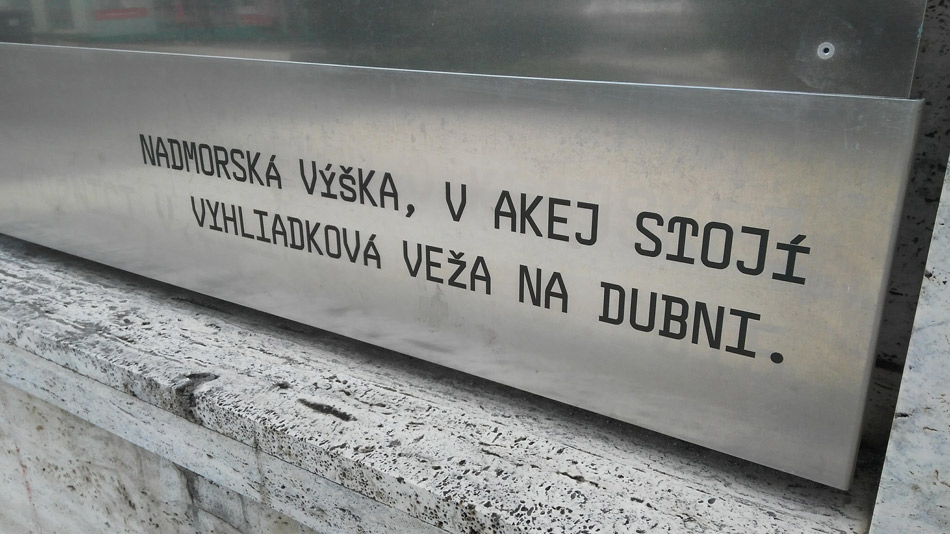 NADMORSKÁ VÝŠKA, V AKEJ STOJÍ
VYHLIADKOVÁ VEŽA NA DUBNI.